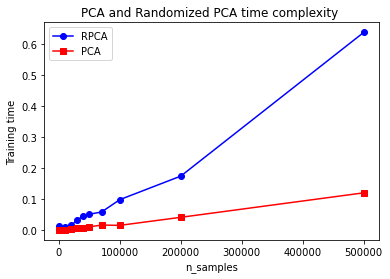 PCA and Randomized PCA time complexity
RPCA
PCA
0.6
0.5
0.4
0.3
0.2
0.1
0.0
Training time
0 100000 200000 300000 400000 500000
n_samples